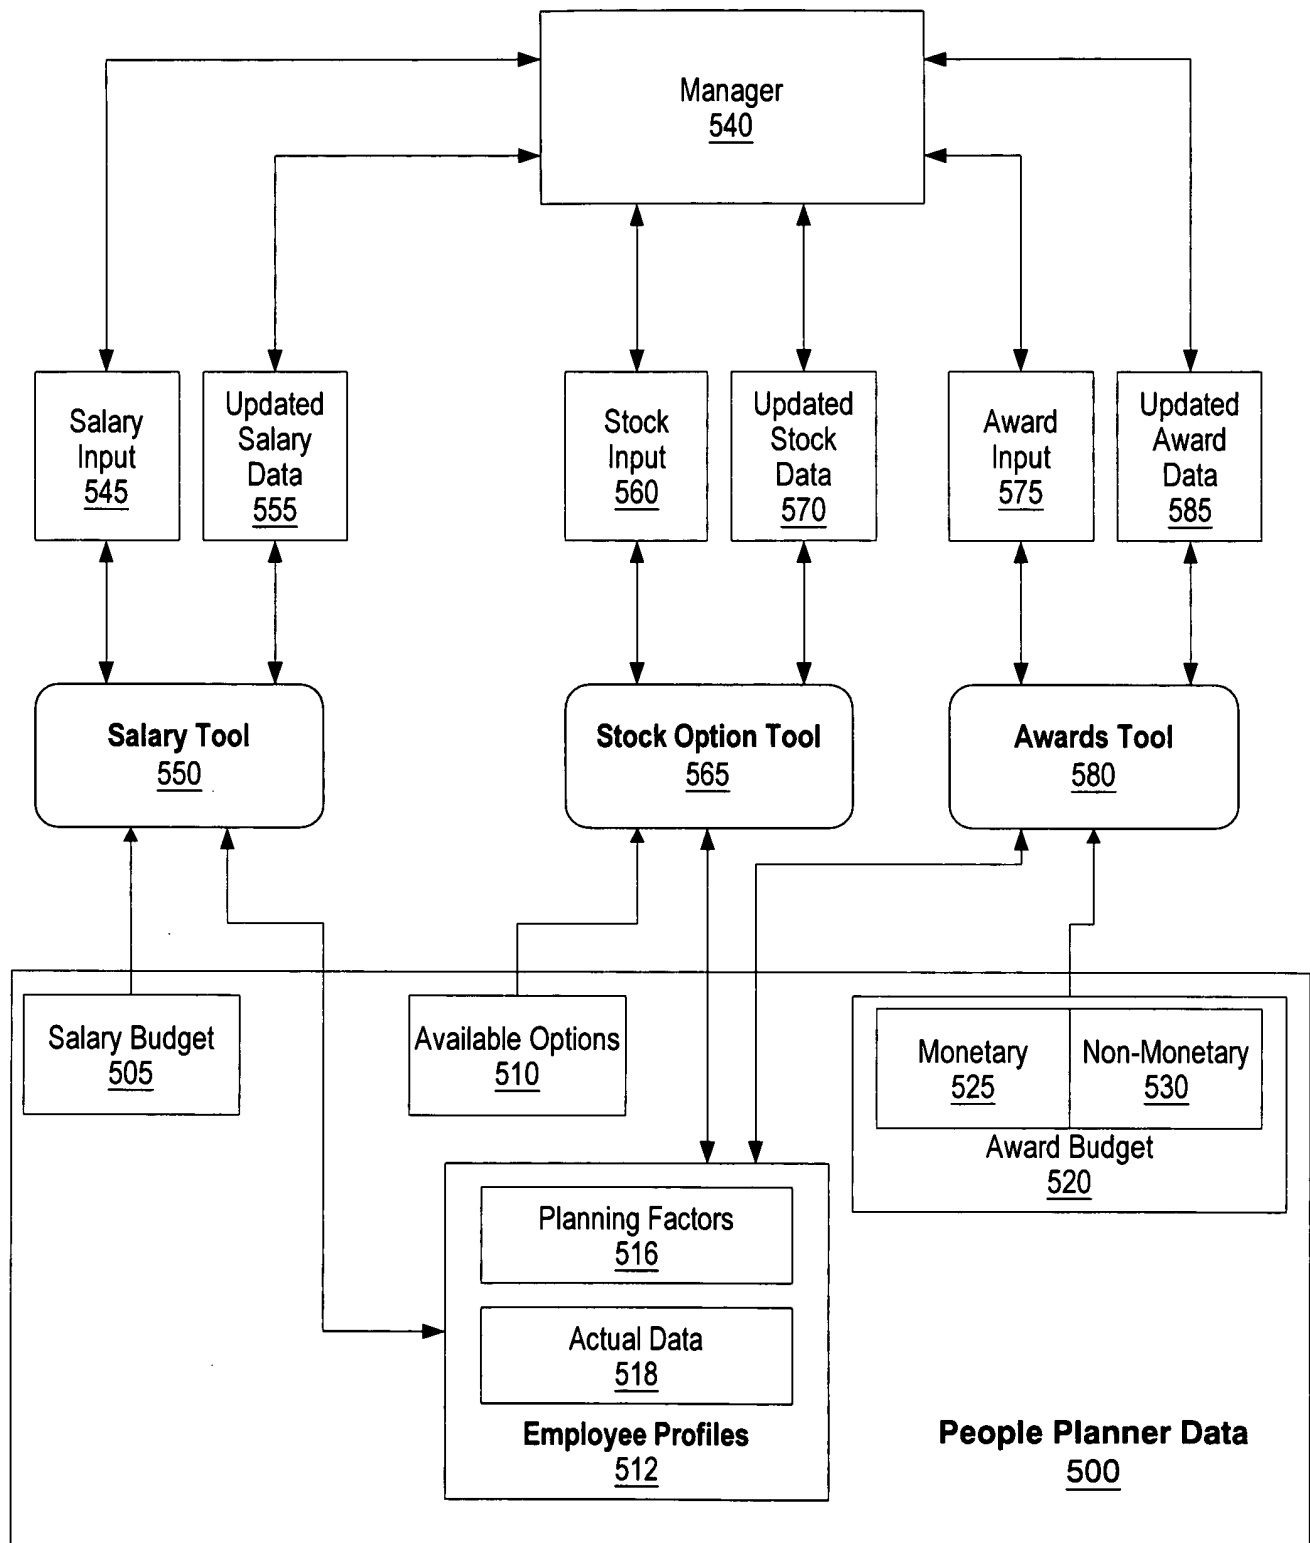 Manager
540
Salary
Input
545
Updated
Salary
Data
555
Stock
Input
560
Updated
Stock
Data
570
Award
Input
575
Updated
Award
Data
585
Salary Tool
550
Stock Option Tool
565
Awards Tool
580
Salary Budget
505
Available Options
510
Monetary
525
Non-Monetary
530
Award Budget
520
Planning Factors
516
Actual Data
518
Employee Profiles
512
People Planner Data
500